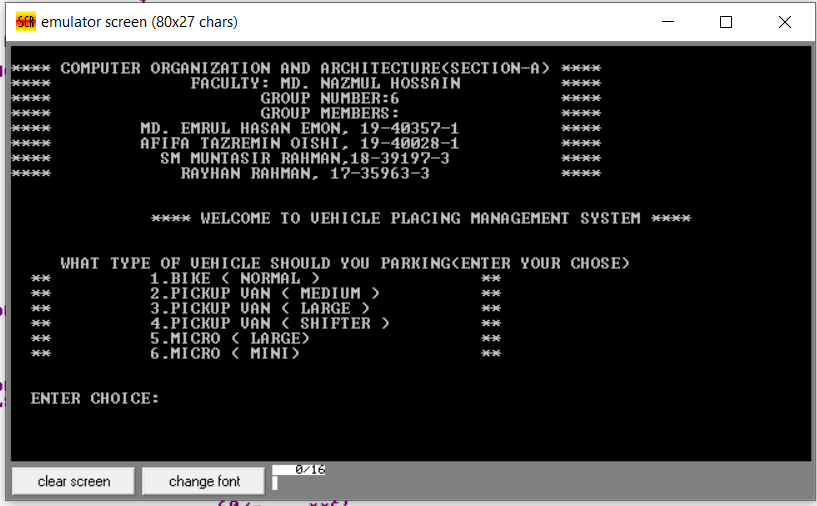 emulator screen (80x27 chars)
**** COMPUTER ORGANIZATION AND ARCHITECTURE(SECTION-A) ****
**** FACULTY: MD. NAZMUL HOSSAIN ****
**** GROUP NUMBER:6 ****
**** GROUP MEMBERS: ****
**** MD. EMRUL HASAN EMON, 19-40357-1 ****
**** AFIFA TAZREMIN OISHI, 19-40028-1 ****
**** SM MUNTASIR RAHMAN,18-39197-3 ****
**** RAYHAN RAHMAN, 17-35963-3 ****
**** WELCOME TO VEHICLE PLACING MANAGEMENT SYSTEM ****
WHAT TYPE OF VEHICLE SHOULD YOU PARKING(ENTER YOUR CHOSE)
** 1.BIKE ( NORMAL ) **
** 2.PICKUP VAN ( MEDIUM ) **
** 3.PICKUP VAN ( LARGE ) **
** 4.PICKUP VAN ( SHIFTER ) **
** 5.MICRO ( LARGE) **
** 6.MICRO ( MINI) **
ENTER CHOICE:
clear screen change font 0/16